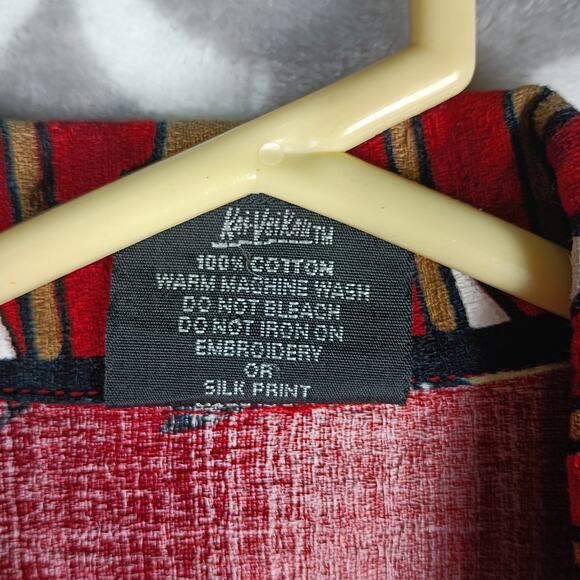 100% COTTON
WARM MACHINE WASH
DO NOT BLEACH
DO NOT IRON ON
EMBROIDERY
OR
SILK PRINT